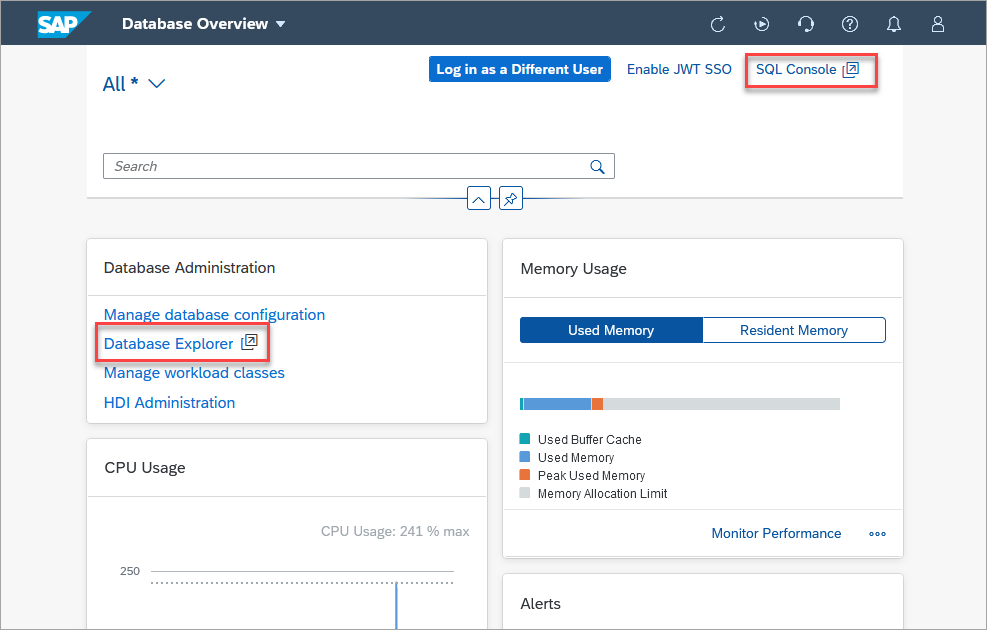 SAP Database Overview
All *
Log in as a Different User Enable JWT SSO SQL Console
Search
Database Administration
Manage database configuration
Database Explorer
Manage workload classes
HDI Administration
Memory Usage
Used Memory Resident Memory
Used Buffer Cache
Used Memory
Peak Used Memory
Memory Allocation Limit
Monitor Performance
CPU Usage
CPU Usage: 241 % max
250
Alerts